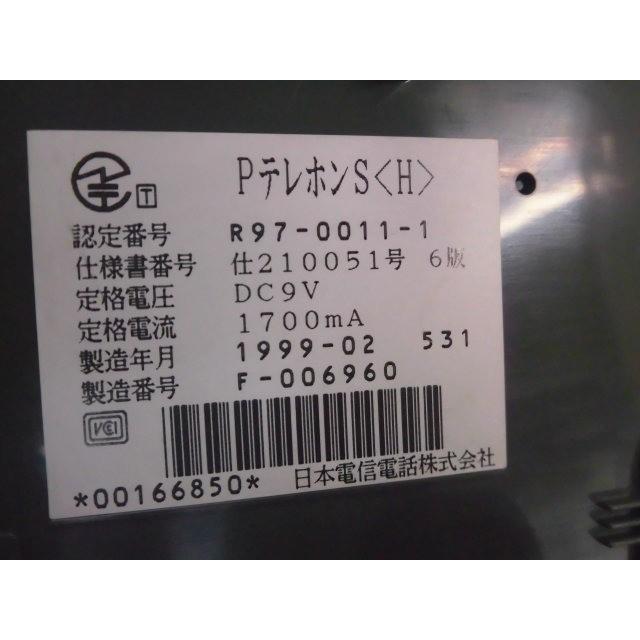 PテレホンS〈H〉
T
認定番号 R97-0011-1
仕様書番号 仕210051号 6版
定格電圧 DC9V
定格電流 1700mA
製造年月 1999-02 531
製造番号 F-006960
VCCI
*00166850* 日本電信電話株式会社